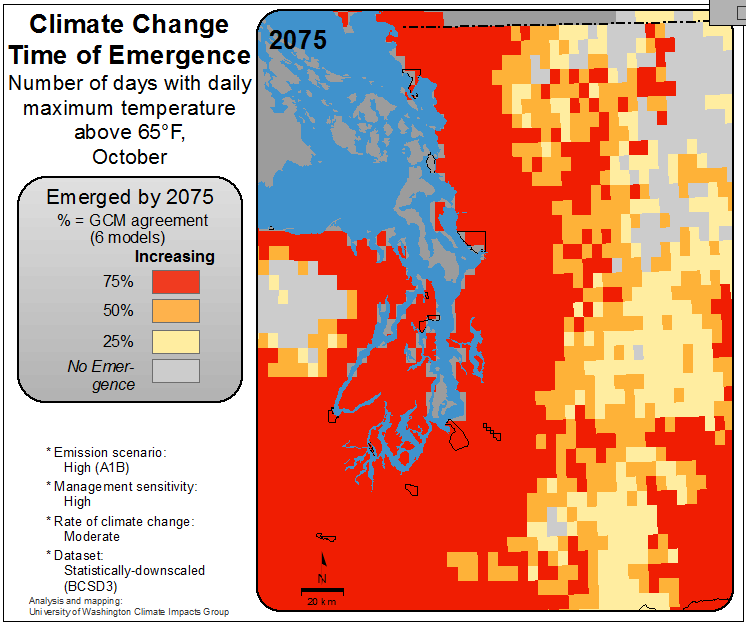 Climate Change
Time of Emergence
Number of days with daily
maximum temperature
above 65°F,
October
Emerged by 2075
% = GCM agreement
(6 models)
Increasing
75%
50%
25%
No Emer-
gence
* Emission scenario:
High (A1B)
* Management sensitivity:
High
* Rate of climate change:
Moderate
* Dataset:
Statistically-downscaled
(BCSD3)
Analysis and mapping:
University of Washington Climate Impacts Group
2075
N
20 km